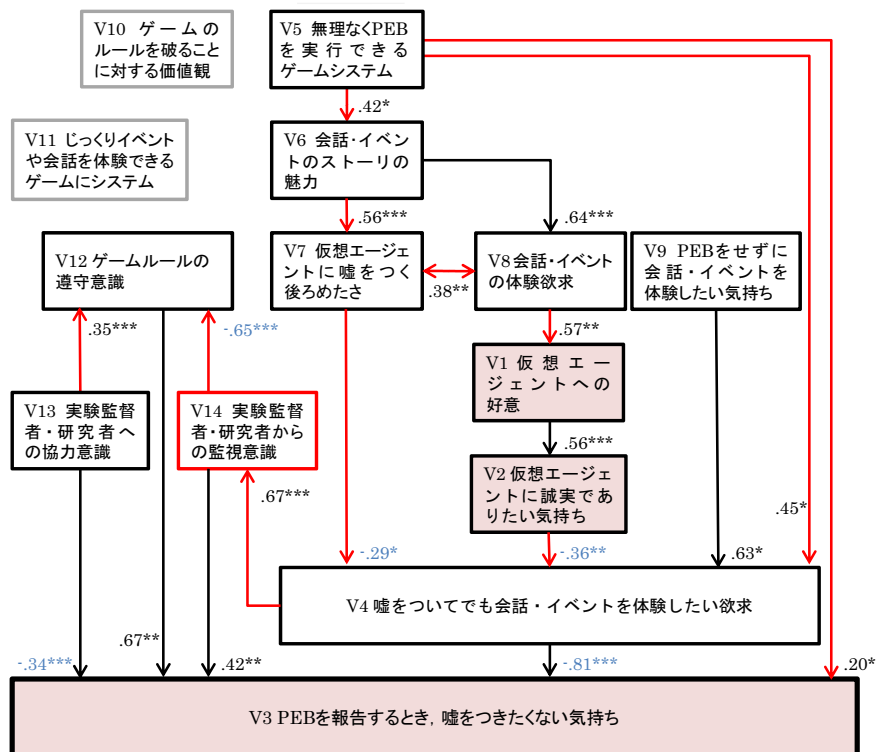 V10 ゲームの
ルールを破ること
に対する価値観
V5 無理なくPEB
を実行できる
ゲームシステム
.42*
V11 じっくりイベント
や会話を体験できる
ゲームにシステム
V6 会話・イベン
トのストーリの
魅力
.56***
.64***
V12 ゲームルールの
遵守意識
V7 仮想エージェ
ントに嘘をつく
後ろめたさ
.38**
V8 会話・イベント
の体験欲求
V9 PEBをせずに
会話・イベントを
体験したい気持ち
.35***
-.65***
.57**
V1 仮想エー
ジェントへの
好意
V13 実験監督
者・研究者へ
の協力意識
V14 実験監督
者・研究者から
の監視意識
.56***
V2 仮想エージェ
ントに誠実であ
りたい気持ち
.67***
.45*
-.29*
-.36**
.63*
V4 嘘をついてでも会話・イベントを体験したい欲求
-.34***
.67**
.42**
-.81***
.20*
V3 PEBを報告するとき, 嘘をつきたくない気持ち